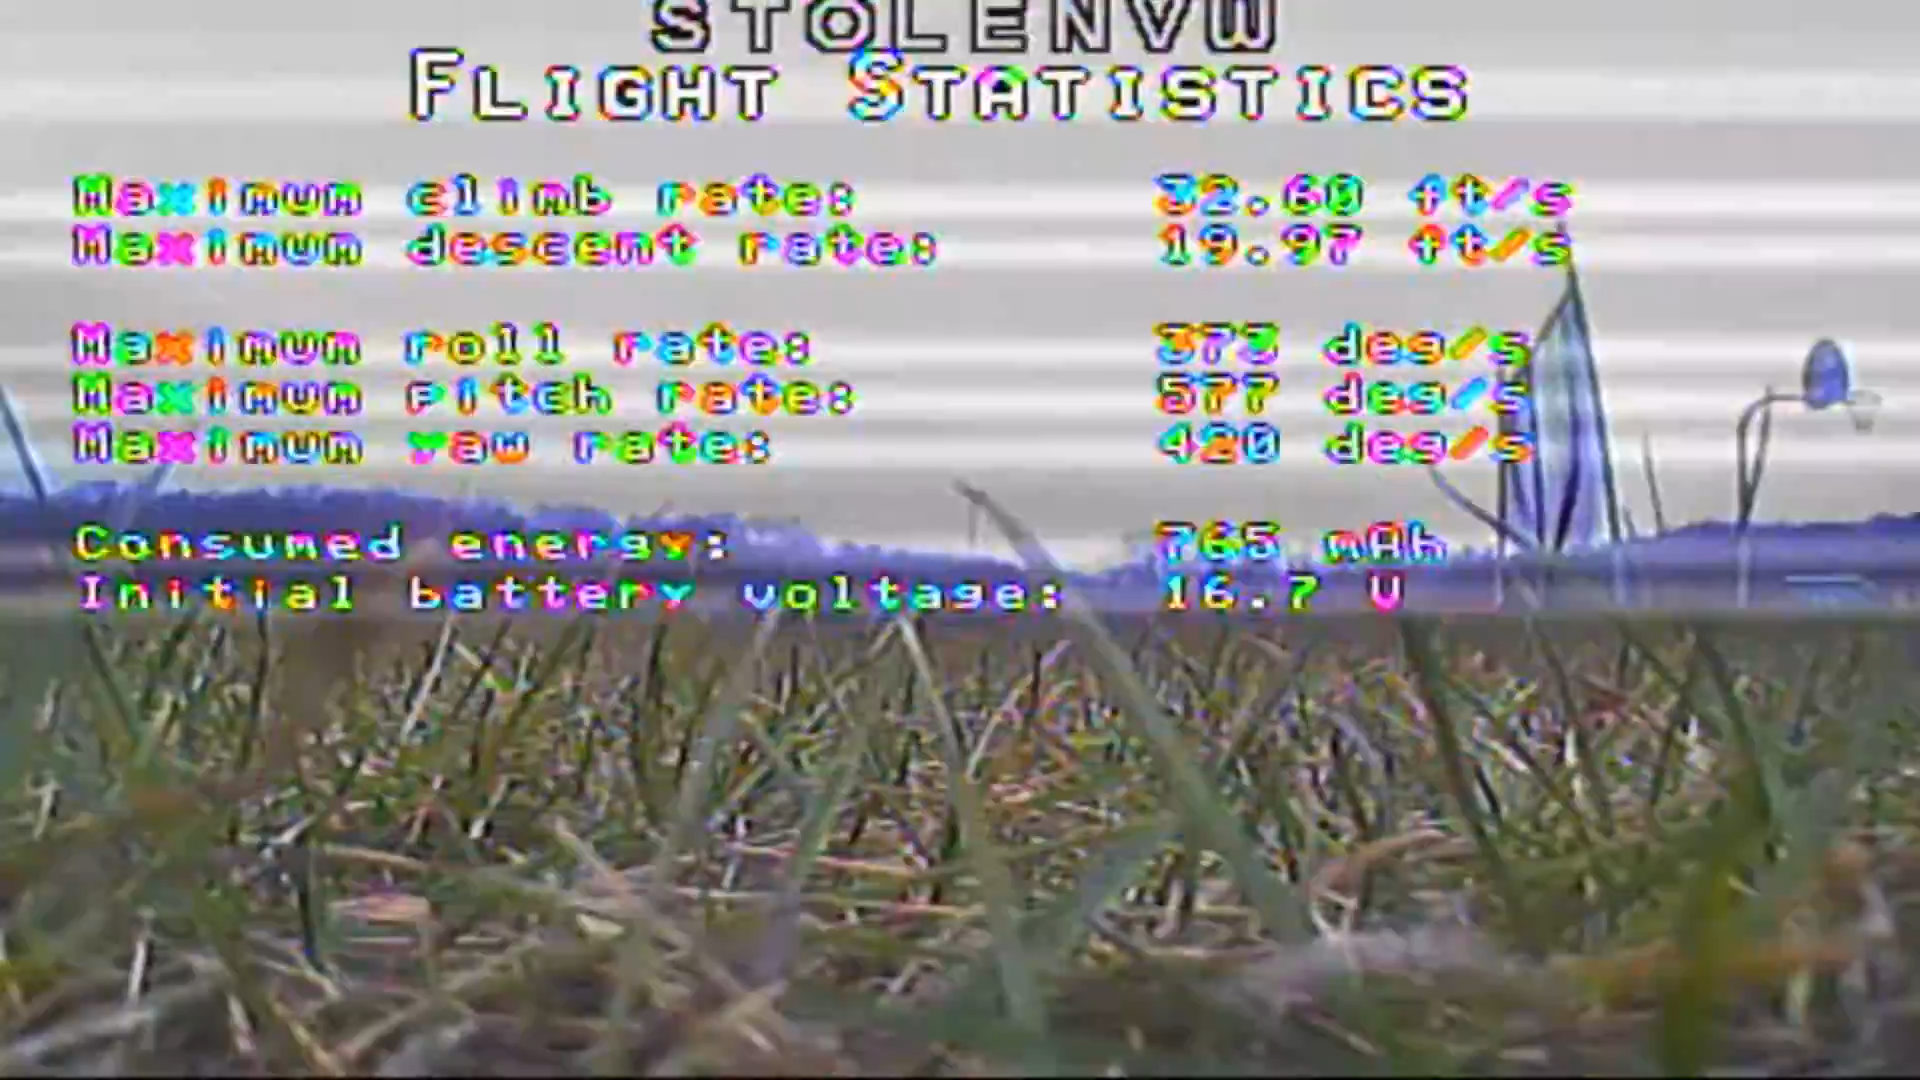 STOLENVW
FLIGHT STATISTICS
Maximum climb rate: 32.60 ft/s
Maximum descent rate: 19.97 ft/s
Maximum roll rate: 373 deg/s
Maximum pitch rate: 577 deg/s
Maximum yaw rate: 420 deg/s
Consumed energy: 765 mAh
Initial battery voltage: 16.7 V